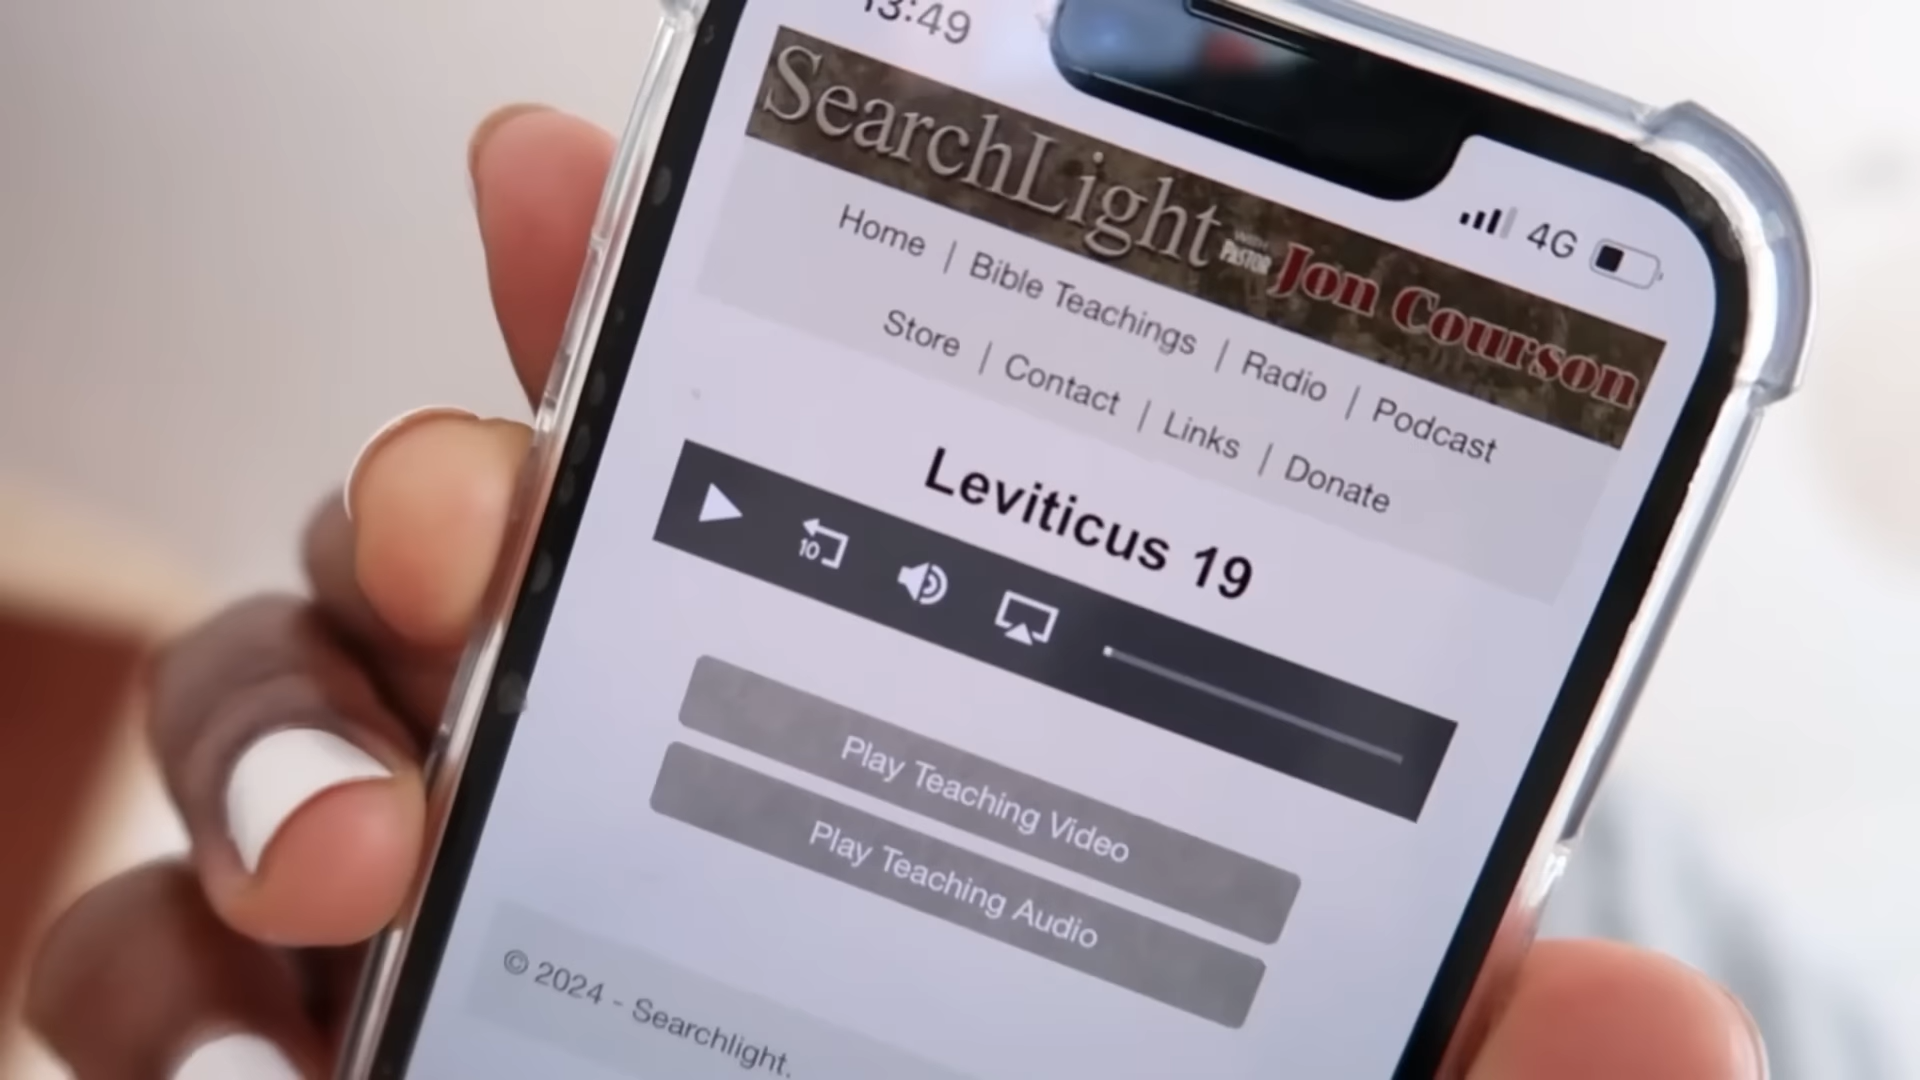 13:49
4G
SearchLight WITH PASTOR Jon Courson
Home | Bible Teachings | Radio | Podcast
Store | Contact | Links | Donate
Leviticus 19
10
Play Teaching Video
Play Teaching Audio
© 2024 - Searchlight.